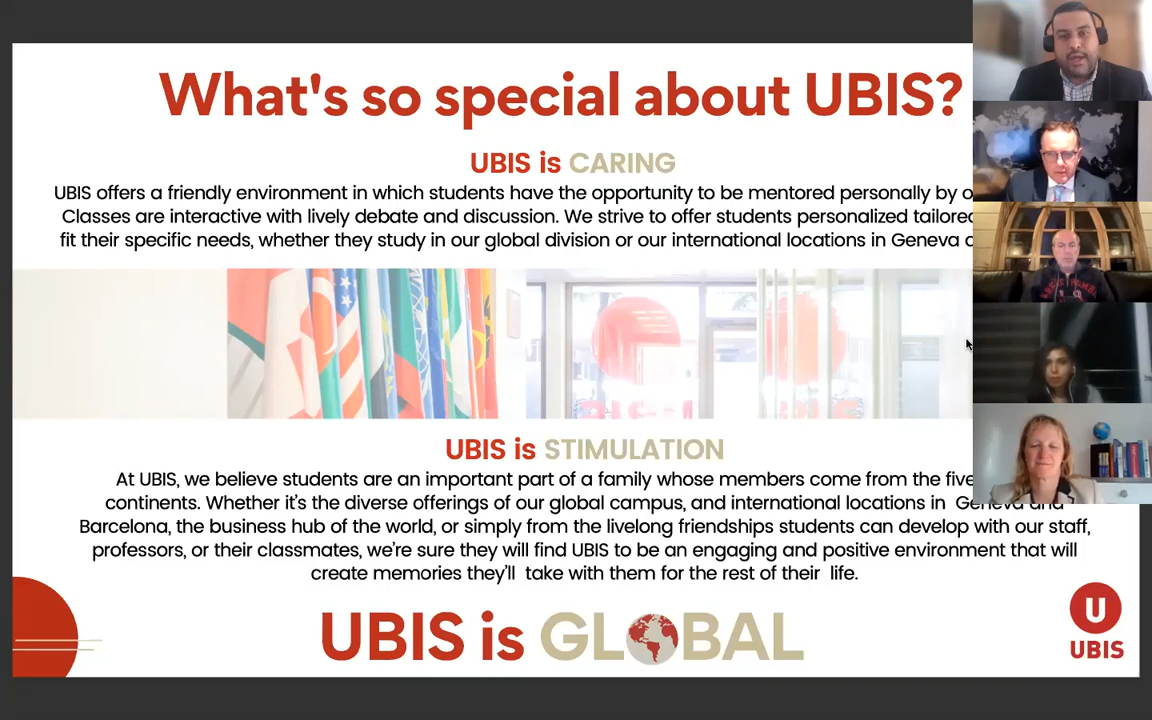 What's so special about UBIS?
UBIS is CARING
UBIS offers a friendly environment in which students have the opportunity to be mentored personally by
Classes are interactive with lively debate and discussion. We strive to offer students personalized tailored
fit their specific needs, whether they study in our global division or our international locations in Geneva
UBIS is STIMULATION
At UBIS, we believe students are an important part of a family whose members come from the five
continents. Whether it's the diverse offerings of our global campus, and international locations in Geneva and
Barcelona, the business hub of the world, or simply from the livelong friendships students can develop with our staff,
professors, or their classmates, we're sure they will find UBIS to be an engaging and positive environment that will
create memories they'll take with them for the rest of their life.
UBIS is GLOBAL
U
UBIS